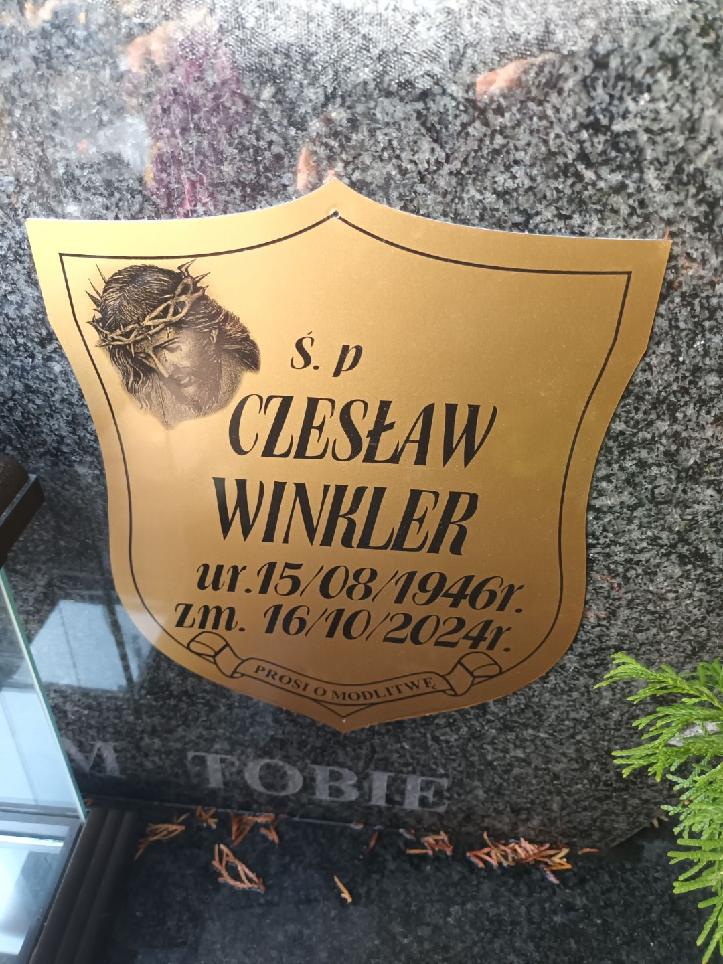 Ś. p
CZESŁAW
WINKLER
ur.15/08/1946r.
zm. 16/10/2024r.
PROSI O MODLITWĘ
M TOBIE